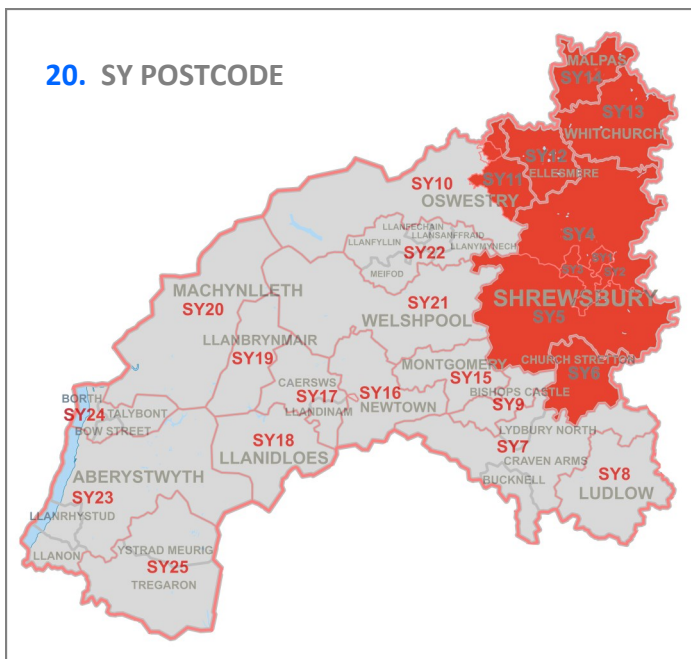 20. SY POSTCODE
MALPAS
SY14
SY13
WHITCHURCH
SY12
ELLESMERE
SY11
SY10
OSWESTRY
LLANFECHAIN
LLANSANFFRAID
LLANFYLLIN
LLANYMYNECH
SY22
MEIFOD
SY4
SY1
SY3
SY2
MACHYNLLETH
SY20
SY21
WELSHPOOL
SHREWSBURY
SY5
LLANBRYNMAIR
SY19
CHURCH STRETTON
SY6
MONTGOMERY
SY15
CAERSWS
SY17
LLANDINAM
SY16
NEWTOWN
BISHOPS CASTLE
SY9
BORTH
SY24
TALYBONT
BOW STREET
LYDBURY NORTH
SY7
CRAVEN ARMS
BUCKNELL
SY18
LLANIDLOES
SY8
LUDLOW
ABERYSTWYTH
SY23
LLANRHYSTUD
LLANON
YSTRAD MEURIG
SY25
TREGARON